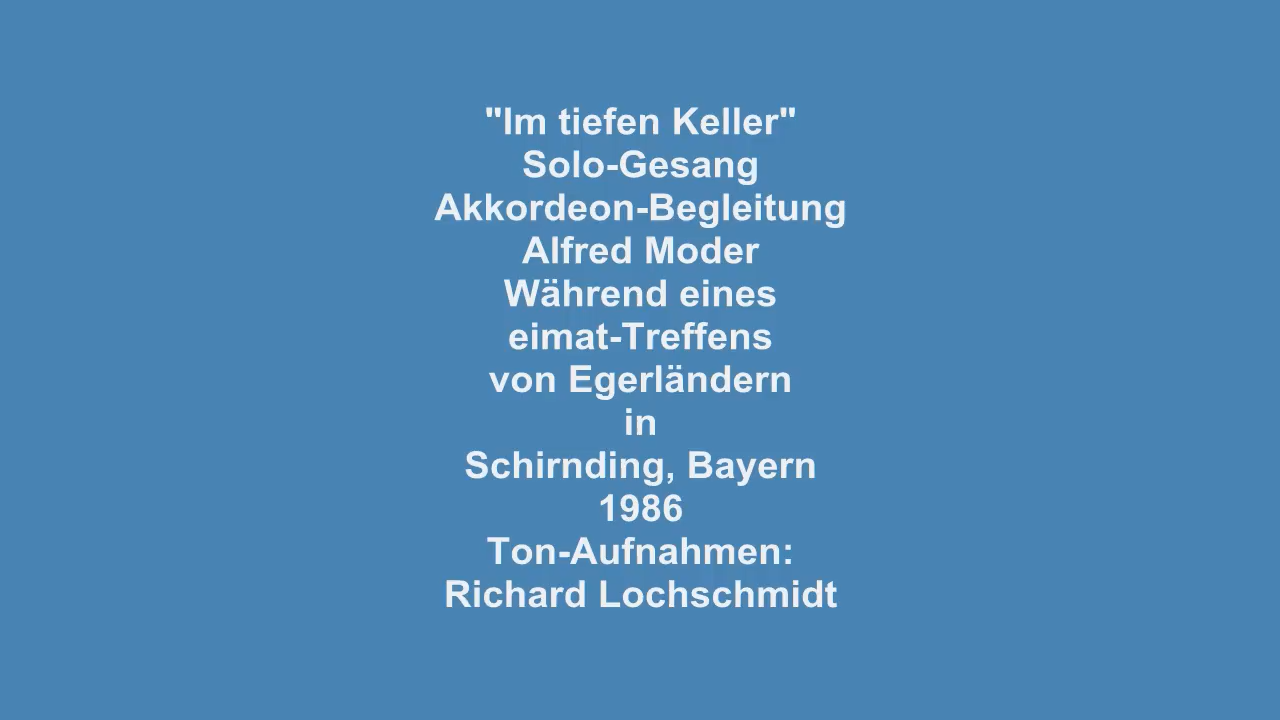 "Im tiefen Keller"
Solo-Gesang
Akkordeon-Begleitung
Alfred Moder
Während eines
eimat-Treffens
von Egerländern
in
Schirnding, Bayern
1986
Ton-Aufnahmen:
Richard Lochschmidt